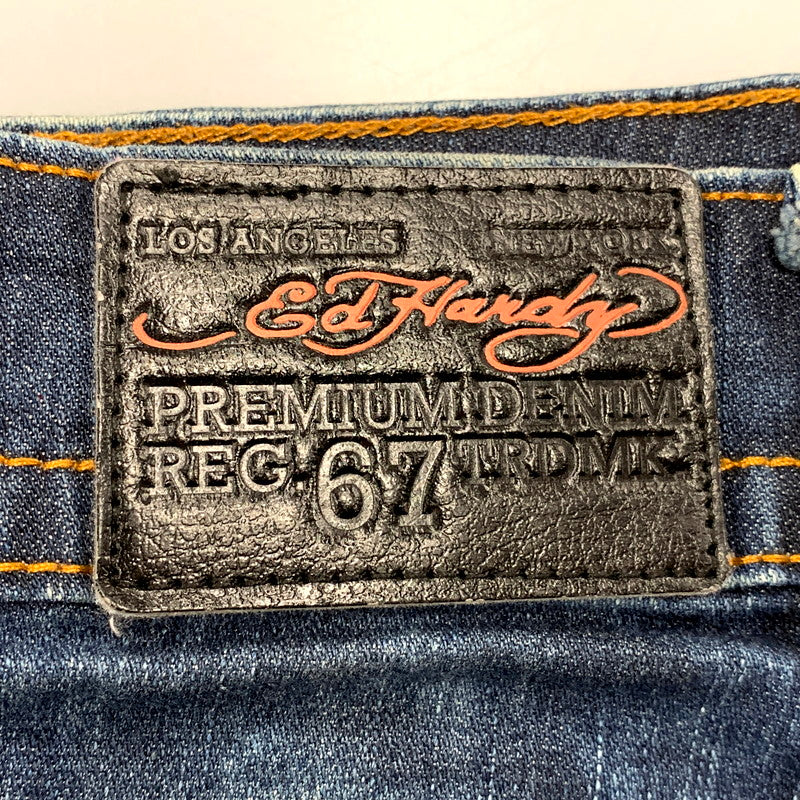 LOS ANGELES NEW YORK
Ed Hardy
PREMIUM DENIM
REG 67 TRDMK